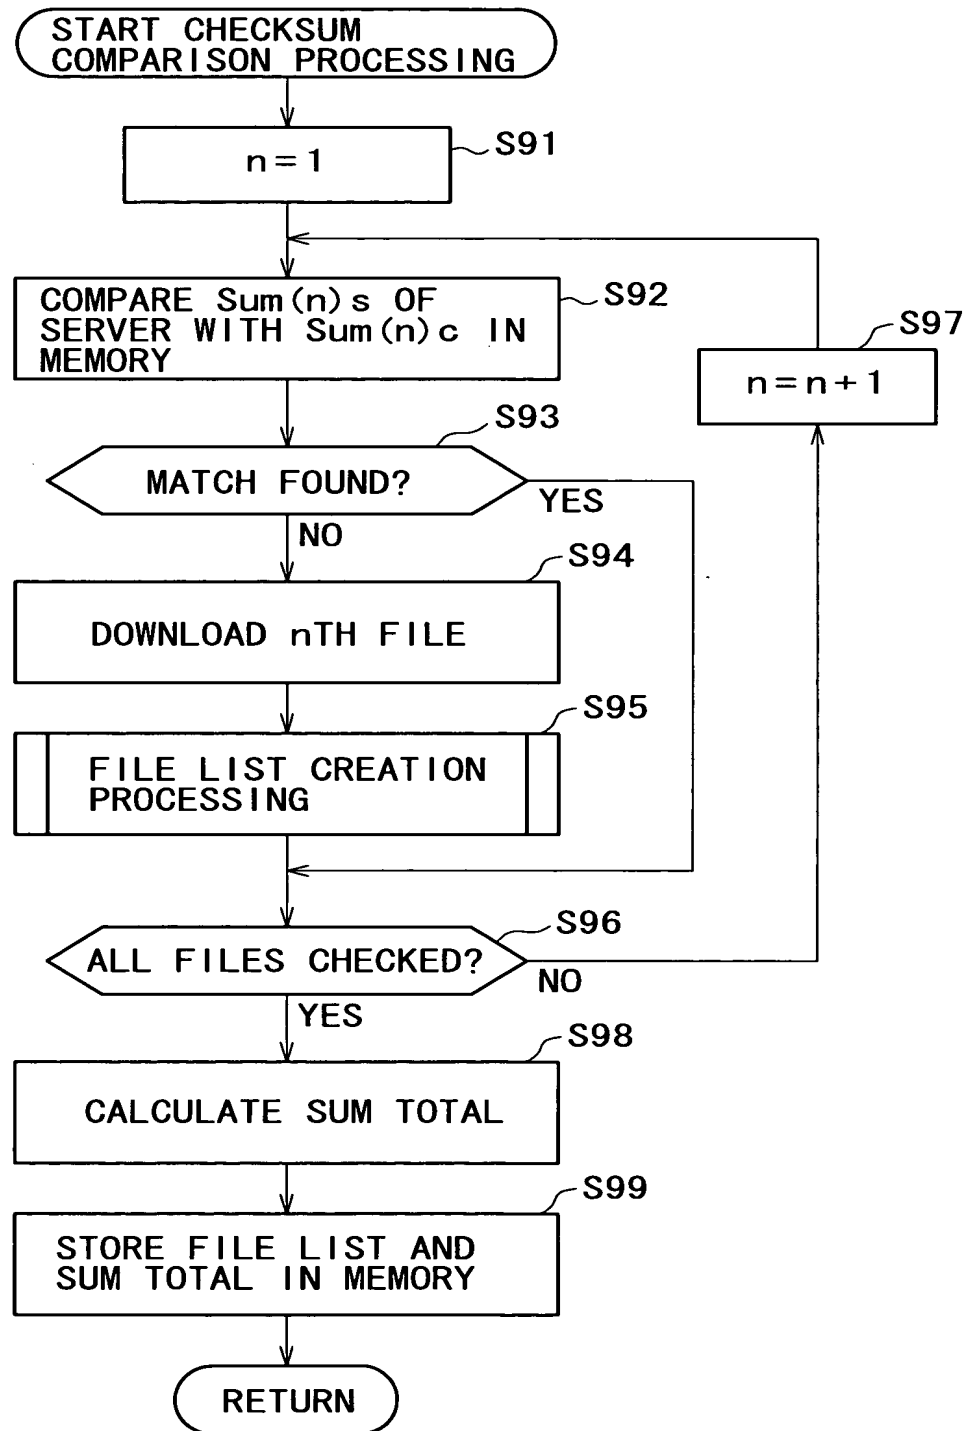 START CHECKSUM
COMPARISON PROCESSING
n=1
S91
COMPARE Sum(n)s OF
SERVER WITH Sum(n)c IN
MEMORY
S92
S97
n=n+1
S93
MATCH FOUND?
YES
NO
S94
DOWNLOAD nTH FILE
S95
FILE LIST CREATION
PROCESSING
S96
ALL FILES CHECKED?
NO
YES
S98
CALCULATE SUM TOTAL
S99
STORE FILE LIST AND
SUM TOTAL IN MEMORY
RETURN